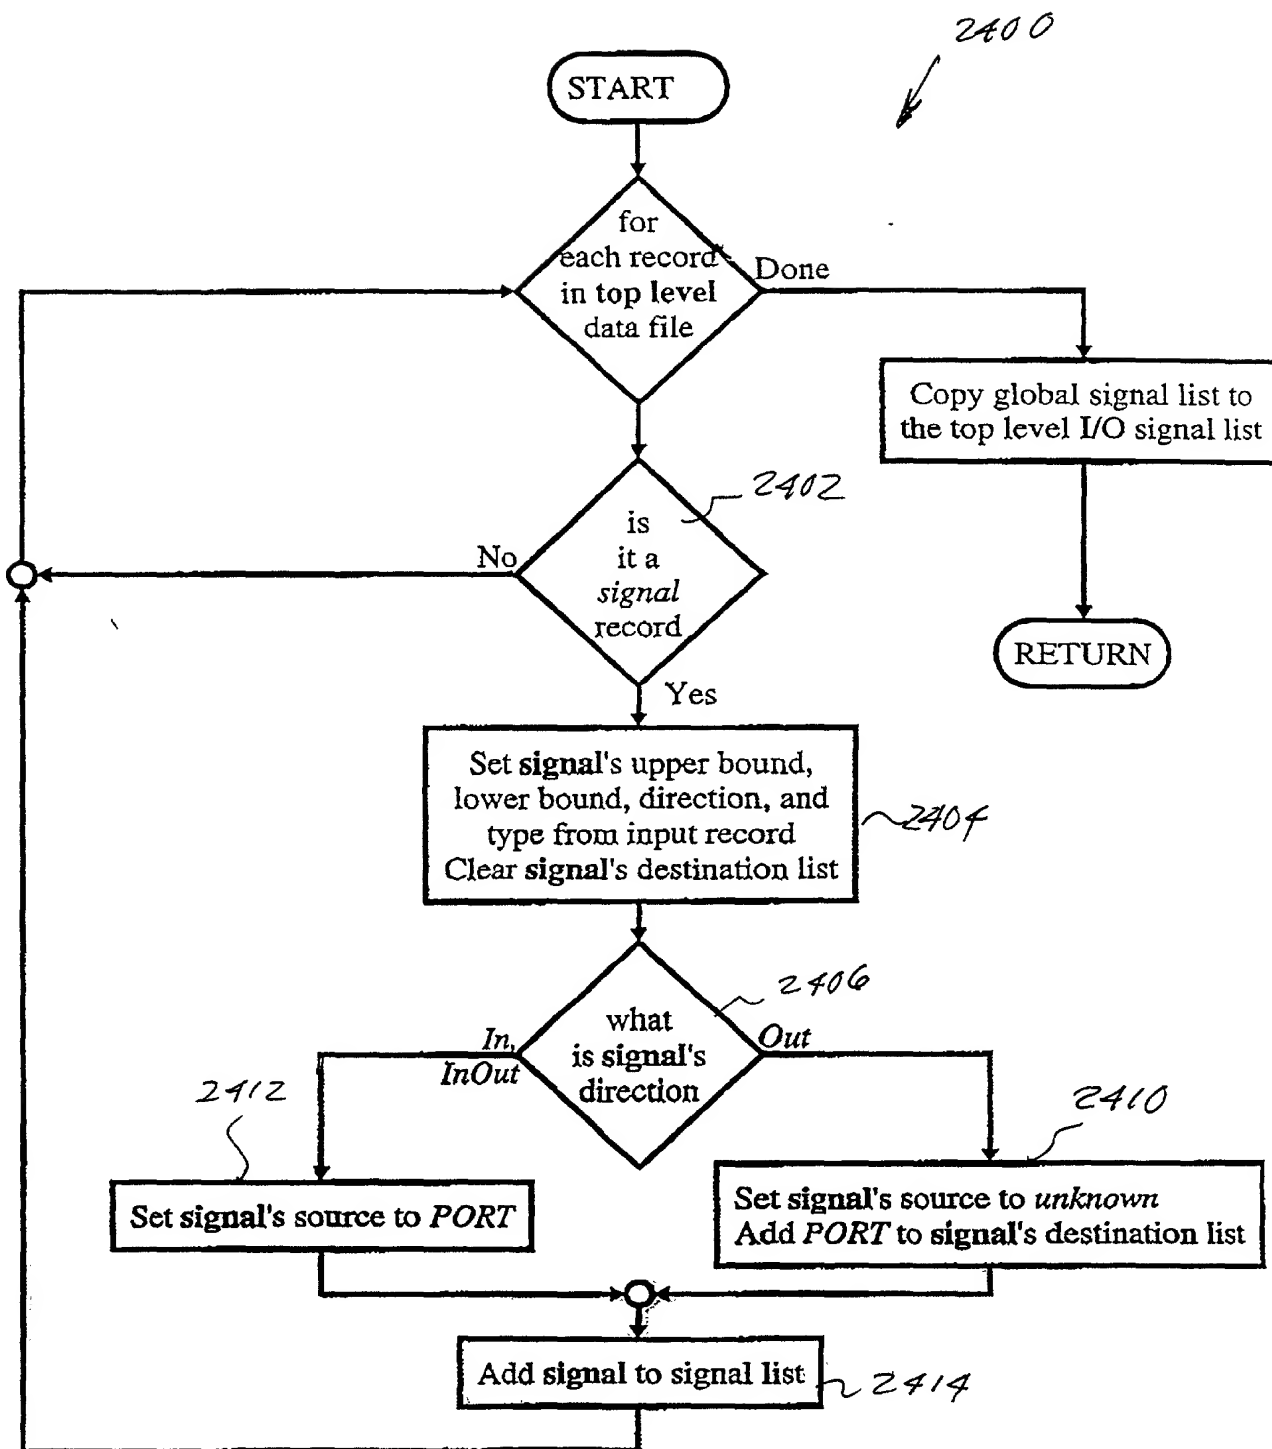 2400
START
for
each record
in top level
data file
Done
Copy global signal list to
the top level I/O signal list
2402
is
it a
signal
record
No
RETURN
Yes
Set signal's upper bound,
lower bound, direction, and
type from input record
Clear signal's destination list
2404
2406
what
is signal's
direction
In,
InOut
Out
2412
2410
Set signal's source to PORT
Set signal's source to unknown
Add PORT to signal's destination list
Add signal to signal list
2414